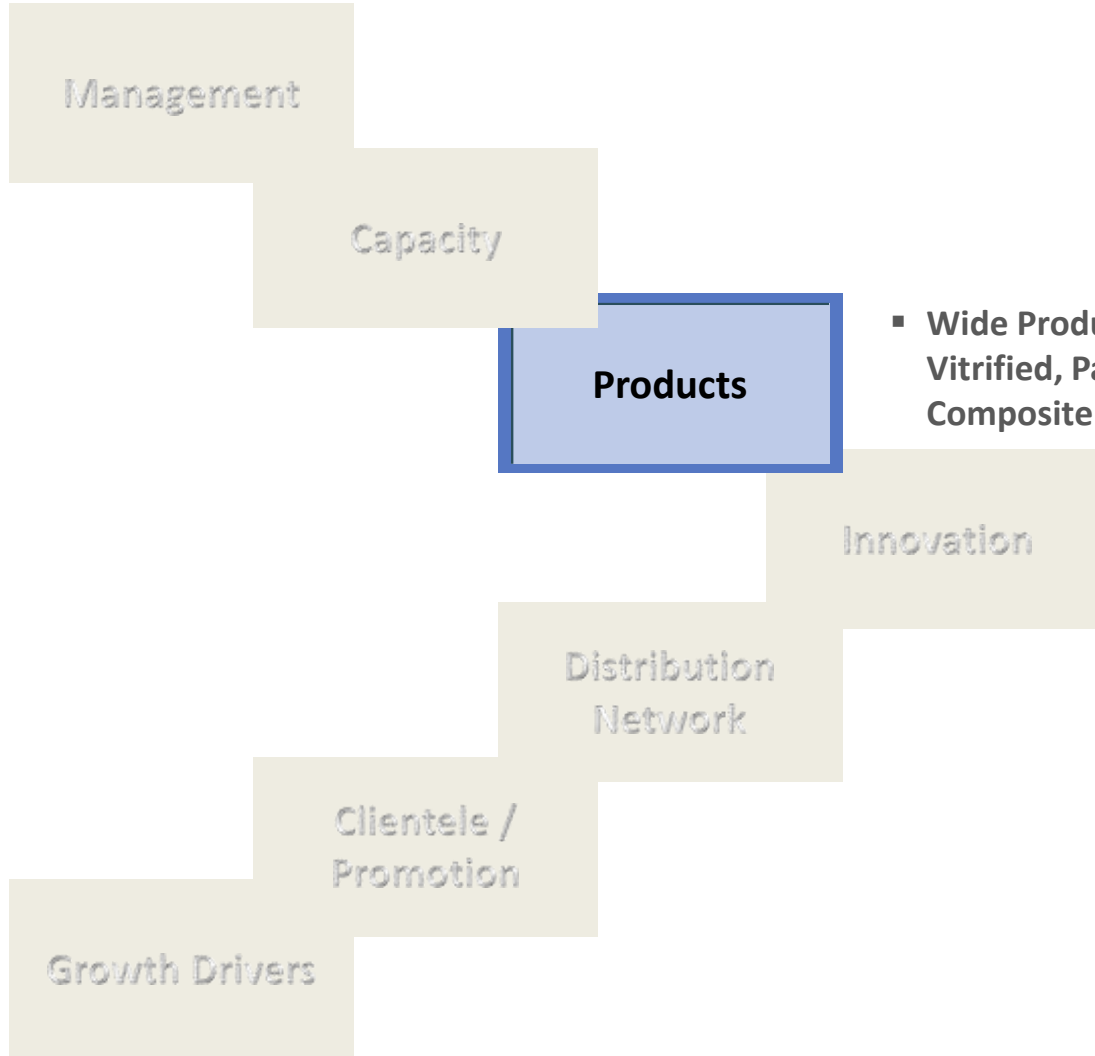 Management
Capacity
Products
▪ Wide
Vitrified,
Composite
Innovation
Distribution
Network
Clientele /
Promotion
Growth Drivers